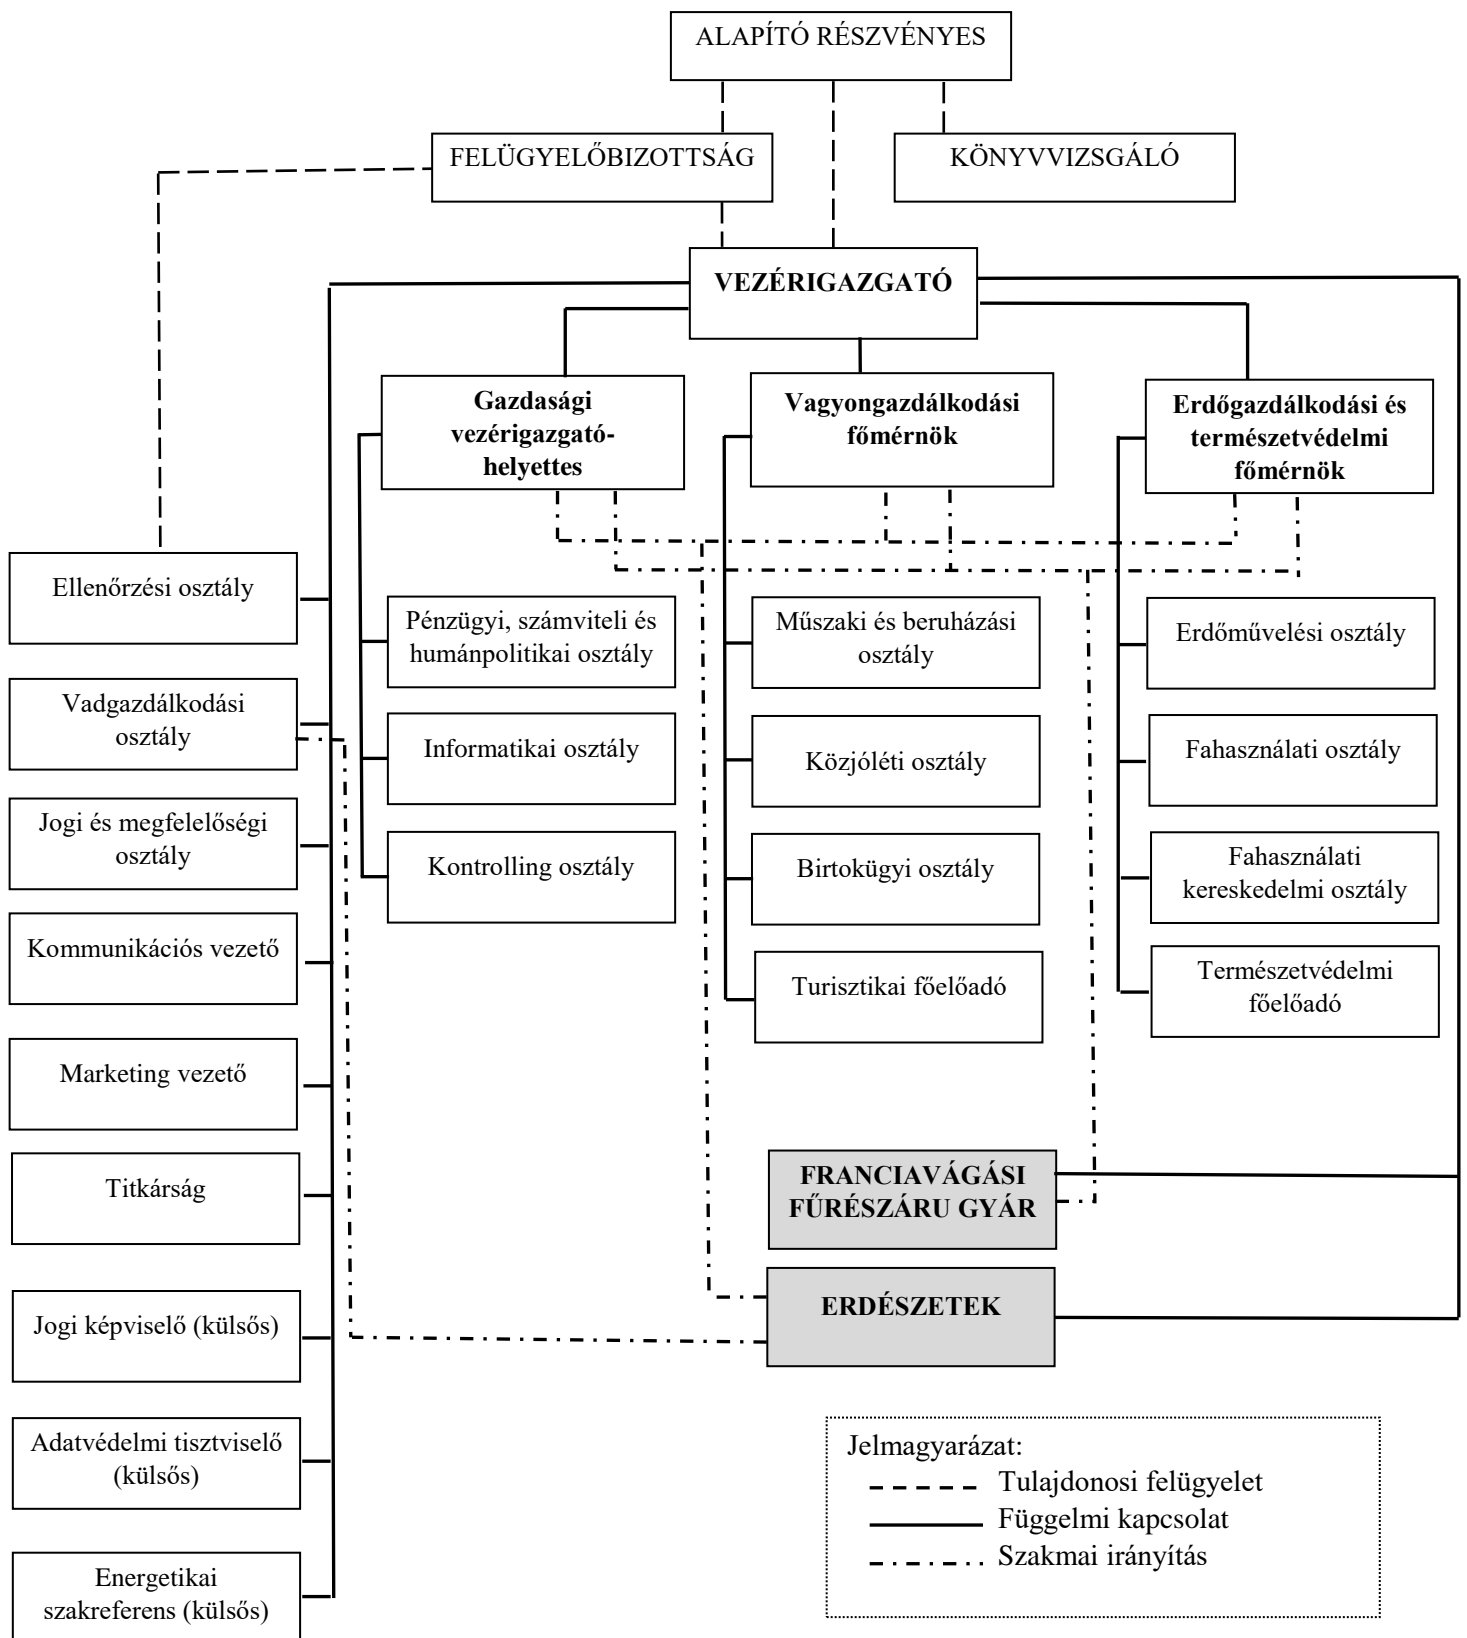 ALAPÍTÓ RÉSZVÉNYES
FELÜGYELŐBIZOTTSÁG
KÖNYVVIZSGÁLÓ
VEZÉRIGAZGATÓ
Gazdasági
vezérigazgató-
helyettes
Vagyongazdálkodási
főmérnök
Erdőgazdálkodási és
természetvédelmi
főmérnök
Ellenőrzési osztály
Vadgazdálkodási
osztály
Jogi és megfelelőségi
osztály
Kommunikációs vezető
Marketing vezető
Titkárság
Jogi képviselő (külsős)
Adatvédelmi tisztviselő
(külsős)
Energetikai
szakreferens (külsős)
Pénzügyi, számviteli és
humánpolitikai osztály
Informatikai osztály
Kontrolling osztály
Műszaki és beruházási
osztály
Közjóléti osztály
Birtokügyi osztály
Turisztikai főelőadó
Erdőművelési osztály
Fahasználati osztály
Fahasználati
kereskedelmi osztály
Természetvédelmi
főelőadó
FRANCIAVÁGÁSI
FŰRÉSZÁRU GYÁR
ERDÉSZETEK
Jelmagyarázat:
Tulajdonosi felügyelet
Függelmi kapcsolat
Szakmai irányítás